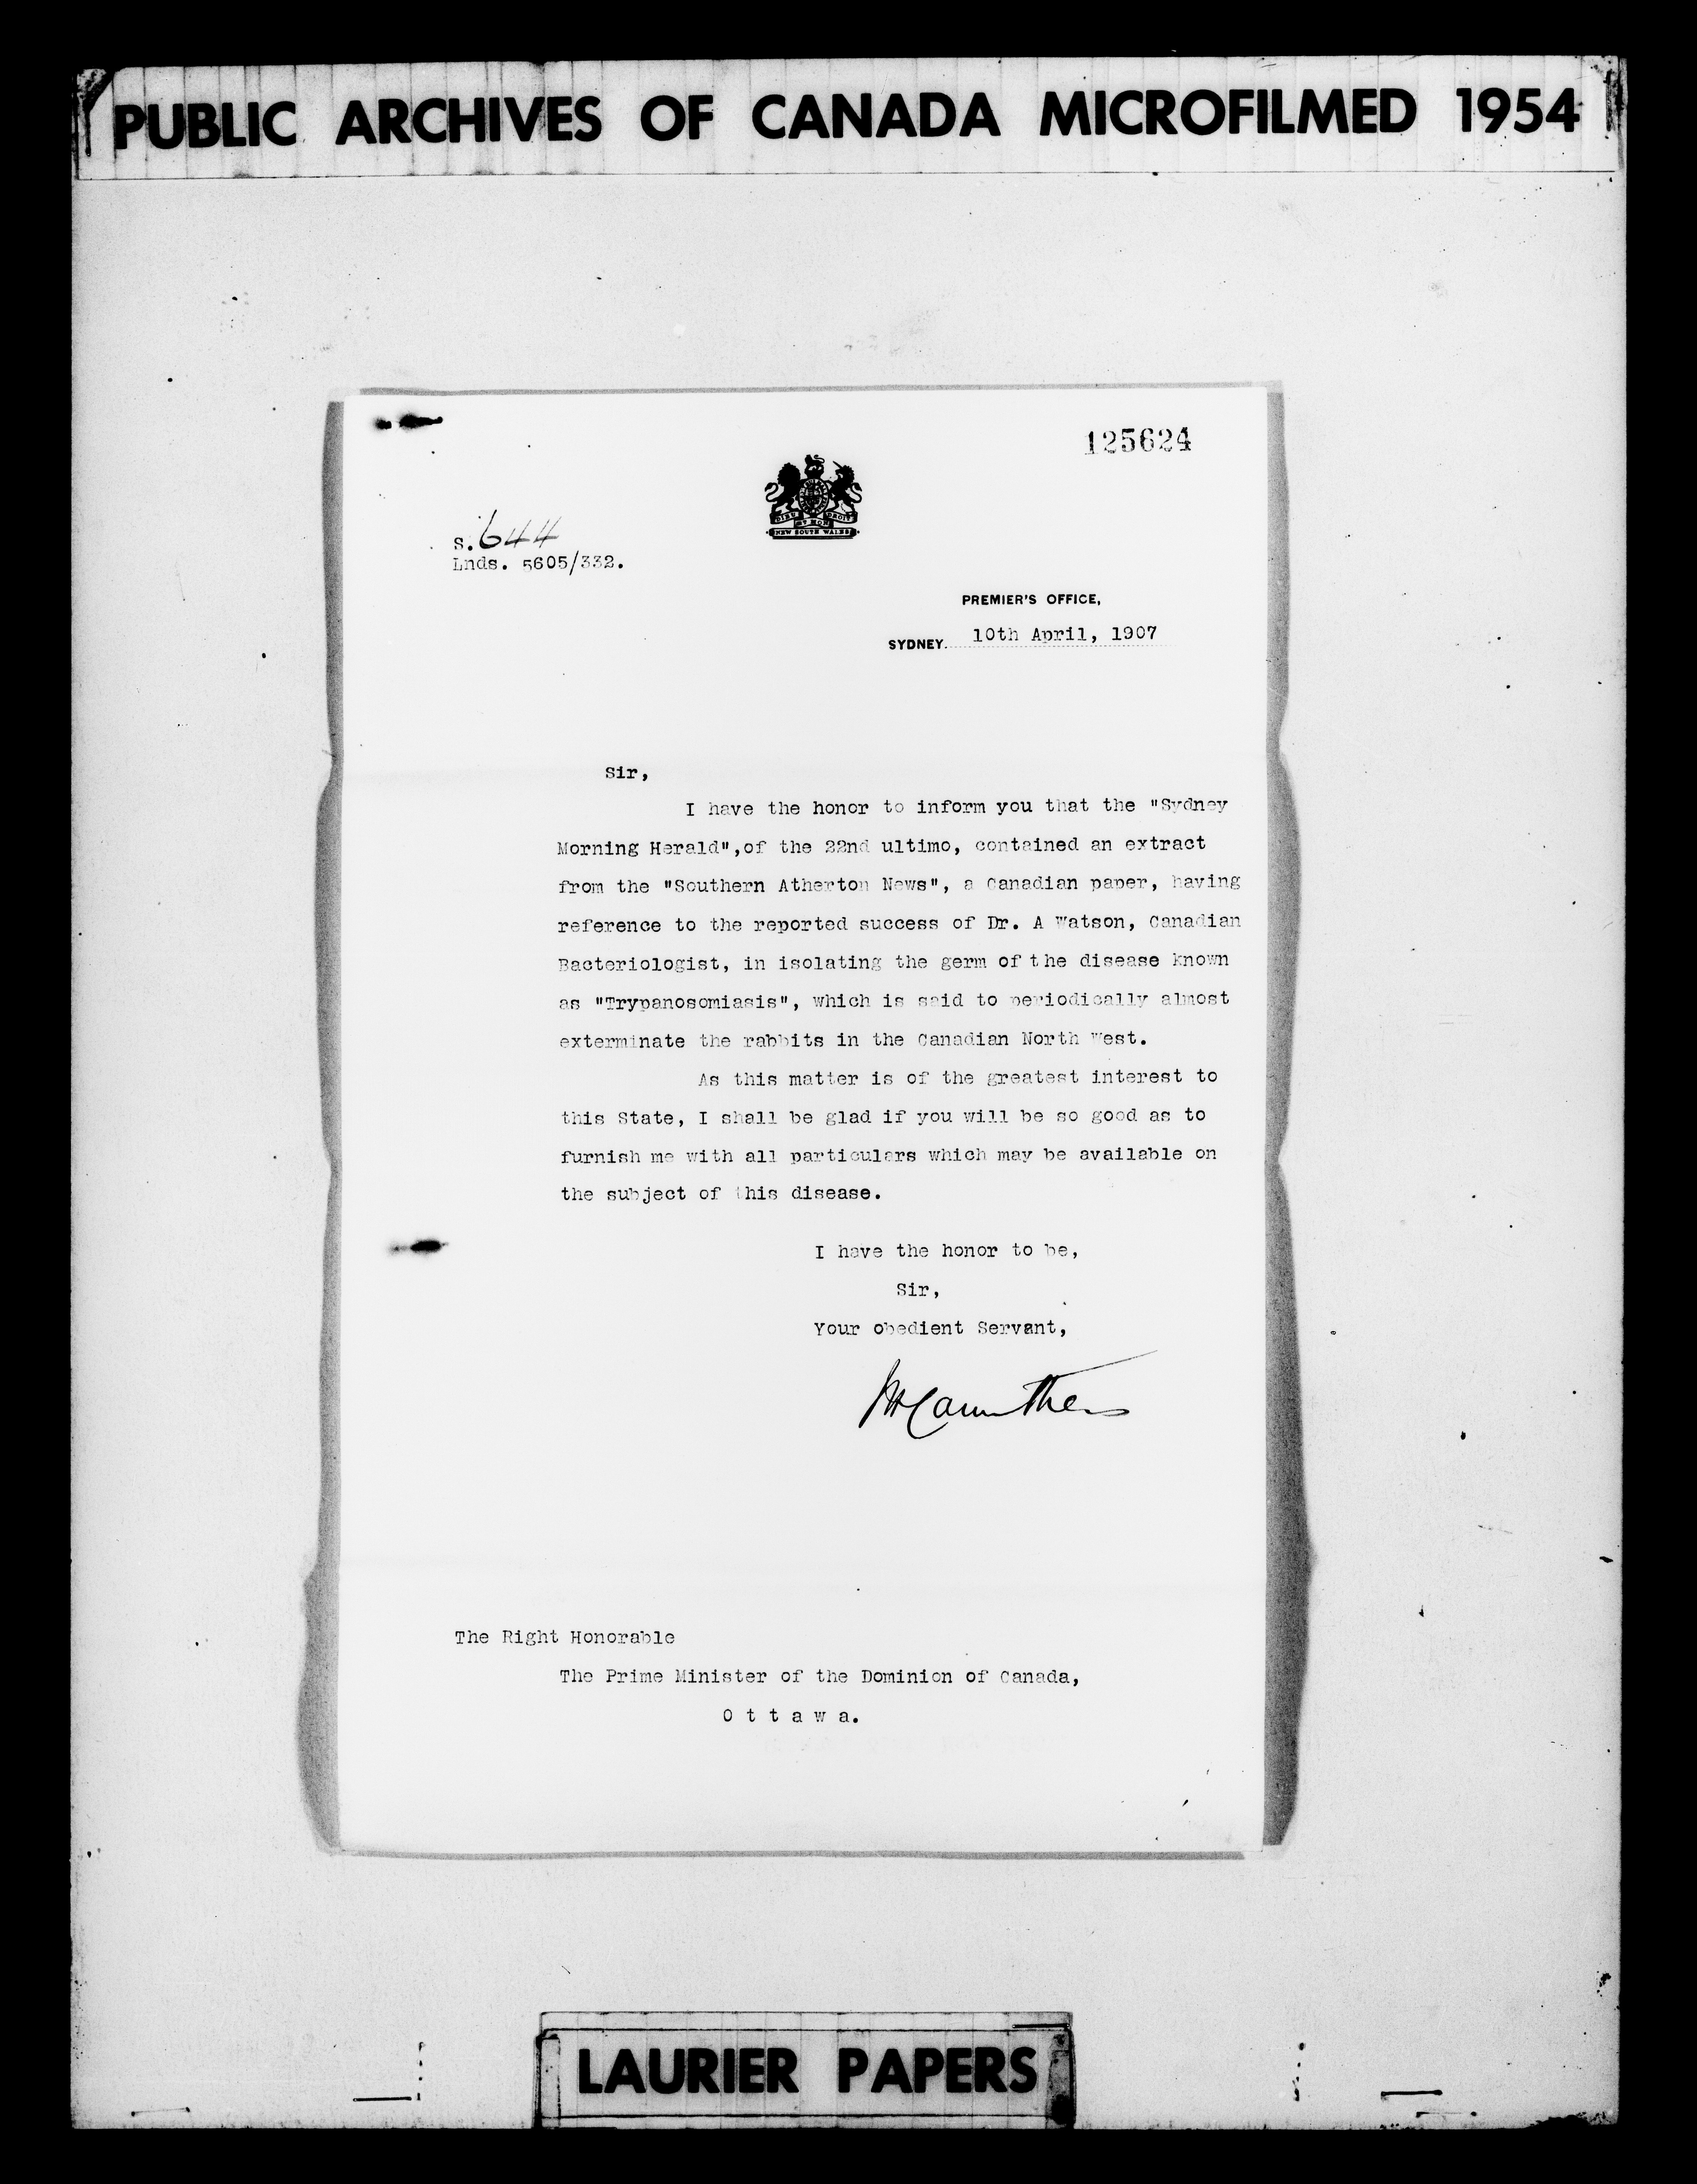 PUBLIC ARCHIVES OF CANADA MICROFILMED 1954
125624
DIEU ET MON DROIT
NEW SOUTH WALES
S. 644
Lnds. 5605/332.
PREMIER'S OFFICE,
SYDNEY. 10th April, 1907
Sir,
I have the honor to inform you that the "Sydney
Morning Herald",of the 22nd ultimo, contained an extract
from the "Southern Atherton News", a Canadian paper, having
reference to the reported success of Dr. A Watson, Canadian
Bacteriologist, in isolating the germ of the disease known
as "Trypanosomiasis", which is said to periodically almost
exterminate the rabbits in the Canadian North West.
As this matter is of the greatest interest to
this State, I shall be glad if you will be so good as to
furnish me with all particulars which may be available on
the subject of this disease.
I have the honor to be,
Sir,
Your obedient Servant,
JHCarruthers
The Right Honorable
The Prime Minister of the Dominion of Canada,
O t t a w a.
LAURIER PAPERS